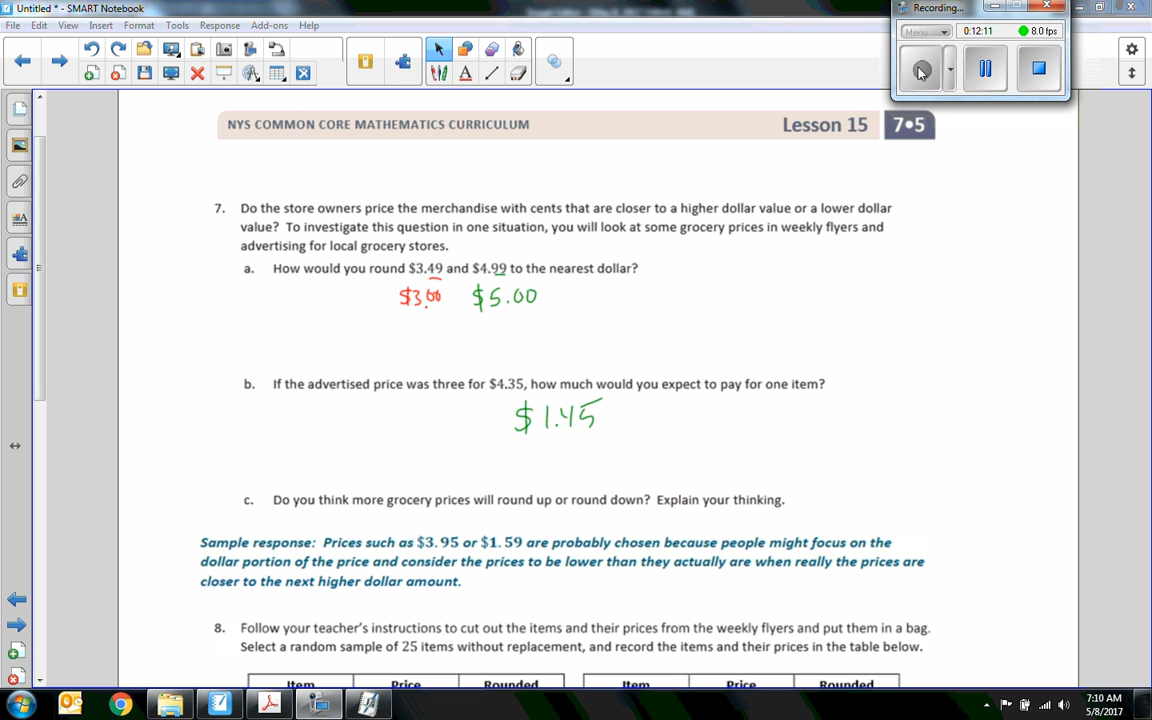 Untitled * - SMART Notebook
Recording...
File Edit View Insert Format Tools Response Add-ons Help
Menu 0:12:11 8.0 fps
NYS COMMON CORE MATHEMATICS CURRICULUM Lesson 15 7•5
7. Do the store owners price the merchandise with cents that are closer to a higher dollar value or a lower dollar
value? To investigate this question in one situation, you will look at some grocery prices in weekly flyers and
advertising for local grocery stores.
a. How would you round $3.49 and $4.99 to the nearest dollar?
$3.00 $5.00
b. If the advertised price was three for $4.35, how much would you expect to pay for one item?
$1.45
c. Do you think more grocery prices will round up or round down? Explain your thinking.
Sample response: Prices such as $3.95 or $1.59 are probably chosen because people might focus on the
dollar portion of the price and consider the prices to be lower than they actually are when really the prices are
closer to the next higher dollar amount.
8. Follow your teacher's instructions to cut out the items and their prices from the weekly flyers and put them in a bag.
Select a random sample of 25 items without replacement, and record the items and their prices in the table below.
Item Price Rounded Item Price Rounded
7:10 AM
5/8/2017